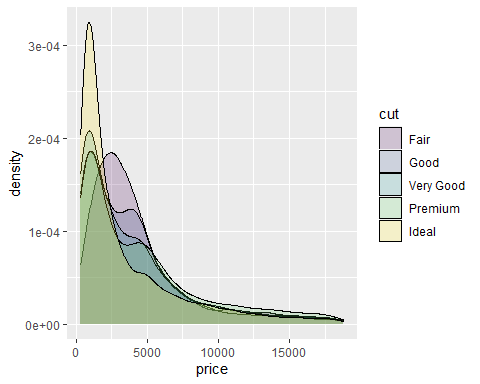 3e-04
2e-04
1e-04
0e+00
density
0
5000
10000
15000
price
cut
Fair
Good
Very Good
Premium
Ideal